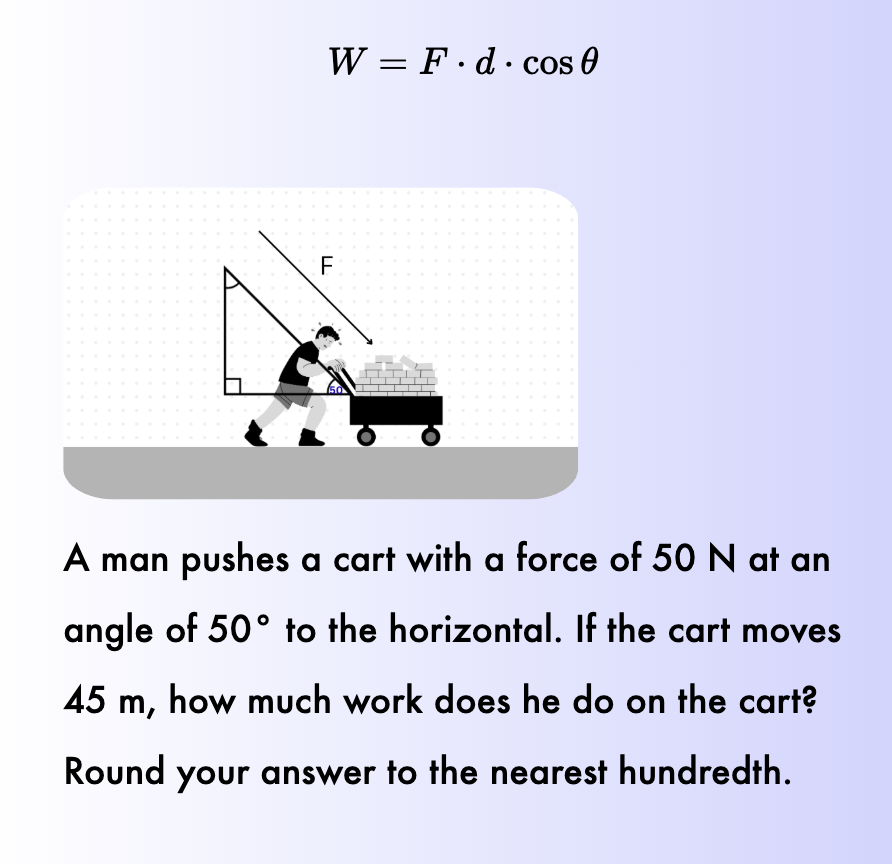 W = F · d · cos θ
F
50
A man pushes a cart with a force of 50 N at an
angle of 50° to the horizontal. If the cart moves
45 m, how much work does he do on the cart?
Round your answer to the nearest hundredth.